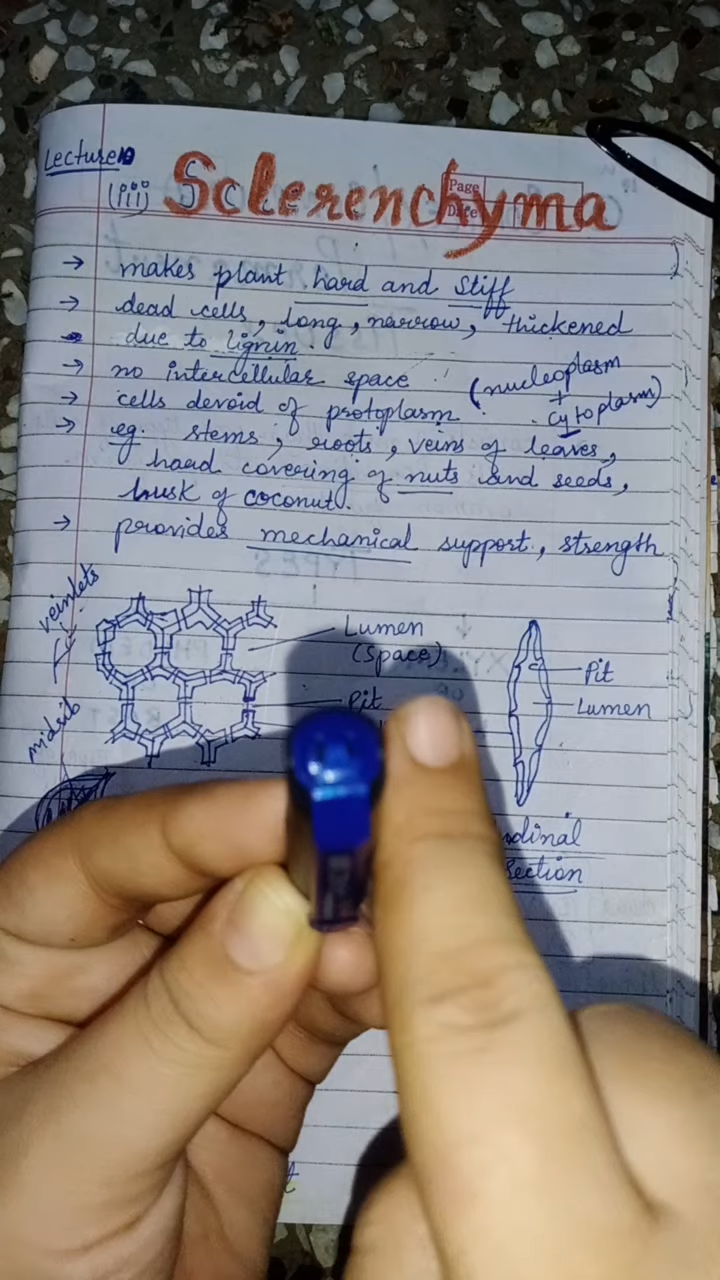 Lecture 10
(iii) Sclerenchyma
Page
Date
→ makes plant hard and stiff
→ dead cells, long, narrow, thickened
due to lignin.
→ no intercellular space
(nucleoplasm
+
cytoplasm)
→ cells devoid of protoplasm
→ eg. stems, roots, veins of leaves,
hard covering of nuts and seeds,
husk of coconut.
→ provides mechanical support, strength
veinlets
midrib
Lumen
(Space)
Pit
Pit
Lumen
Section